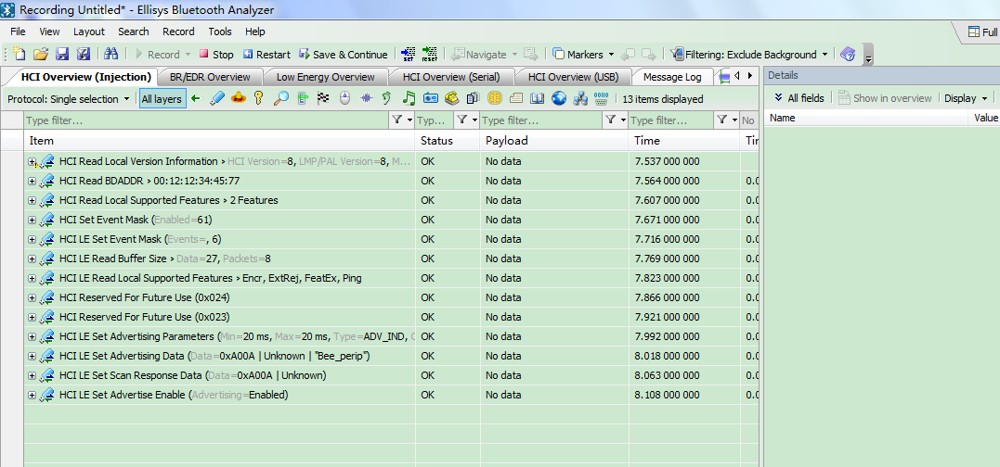 Recording Untitled* - Ellisys Bluetooth Analyzer
File View Layout Search Record Tools Help
Full
Record Stop Restart Save & Continue set reset Navigate Markers Filtering: Exclude Background
HCI Overview (Injection) BR/EDR Overview Low Energy Overview HCI Overview (Serial) HCI Overview (USB) Message Log Details
Protocol: Single selection All layers 13 items displayed All fields Show in overview Display
Type filter... Typ... Type filter... Type filter... No Name Value
Item Status Payload Time Tir
HCI Read Local Version Information > HCI Version=8, LMP/PAL Version=8, M... OK No data 7.537 000 000
HCI Read BDADDR > 00:12:12:34:45:77 OK No data 7.564 000 000 0.0
HCI Read Local Supported Features > 2 Features OK No data 7.607 000 000 0.0
HCI Set Event Mask (Enabled=61) OK No data 7.671 000 000 0.0
HCI LE Set Event Mask (Events=, 6) OK No data 7.716 000 000 0.0
HCI LE Read Buffer Size > Data=27, Packets=8 OK No data 7.769 000 000 0.0
HCI LE Read Local Supported Features > Encr, ExtRej, FeatEx, Ping OK No data 7.823 000 000 0.0
HCI Reserved For Future Use (0x024) OK No data 7.866 000 000 0.0
HCI Reserved For Future Use (0x023) OK No data 7.921 000 000 0.0
HCI LE Set Advertising Parameters (Min=20 ms, Max=20 ms, Type=ADV_IND, OK No data 7.992 000 000 0.0
HCI LE Set Advertising Data (Data=0xA00A | Unknown | "Bee_perip") OK No data 8.018 000 000 0.0
HCI LE Set Scan Response Data (Data=0xA00A | Unknown) OK No data 8.063 000 000 0.0
HCI LE Set Advertise Enable (Advertising=Enabled) OK No data 8.108 000 000 0.0